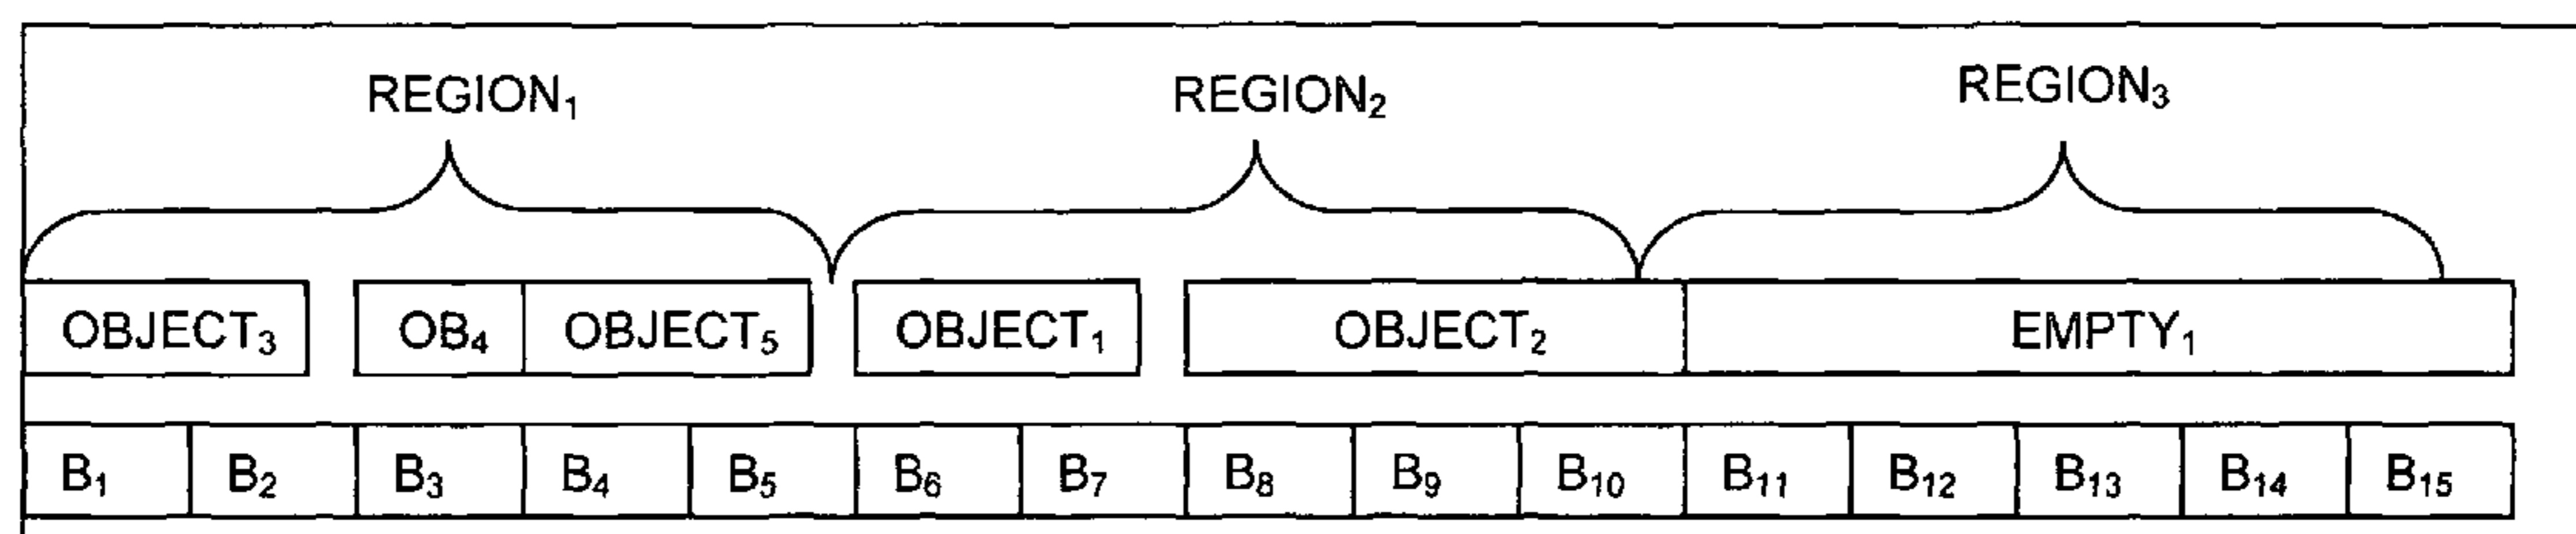 REGION₁ REGION₂ REGION₃
OBJECT₃ OB₄ OBJECT₅ OBJECT₁ OBJECT₂ EMPTY₁
B₁ B₂ B₃ B₄ B₅ B₆ B₇ B₈ B₉ B₁₀ B₁₁ B₁₂ B₁₃ B₁₄ B₁₅